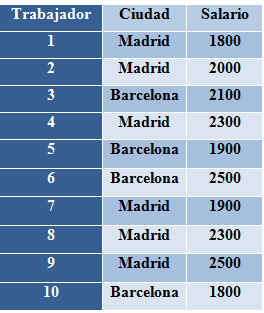 Trabajador Ciudad Salario
1 Madrid 1800
2 Madrid 2000
3 Barcelona 2100
4 Madrid 2300
5 Barcelona 1900
6 Barcelona 2500
7 Madrid 1900
8 Madrid 2300
9 Madrid 2500
10 Barcelona 1800